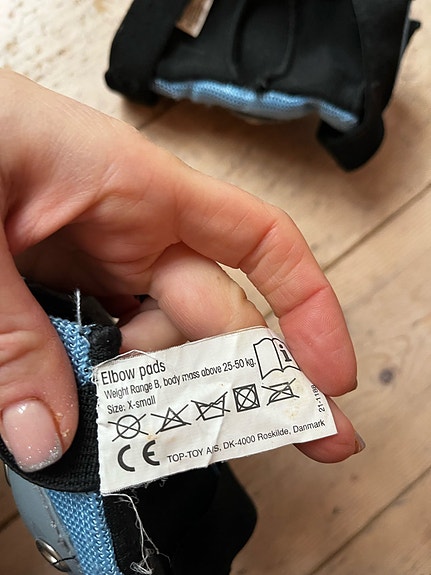 Elbow pads
Weight Range B, body mass above 25-50 kg.
Size: X-small
CE TOP-TOY A/S, DK-4000 Roskilde, Danmark